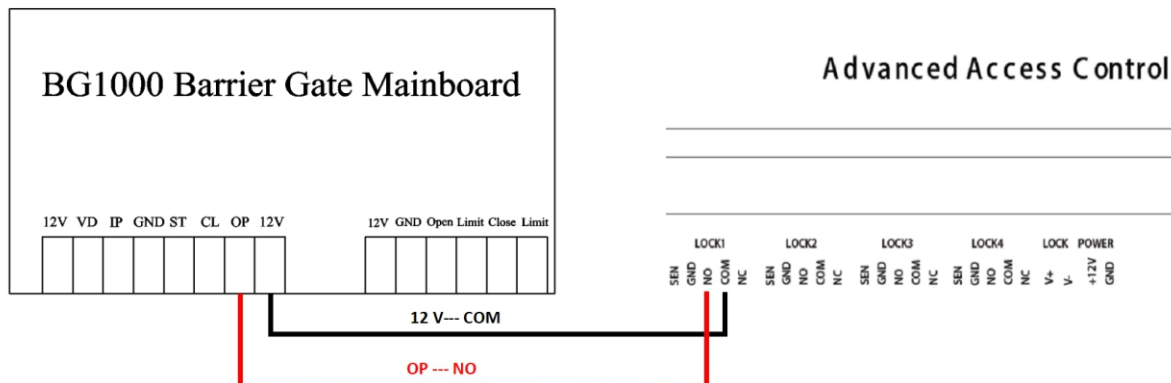 BG1000 Barrier Gate Mainboard
Advanced Access Control
12V VD IP GND ST CL OP 12V
12V GND Open Limit Close Limit
LOCK1 LOCK2 LOCK3 LOCK4 LOCK POWER
SEN GND NO COM NC SEN GND NO COM NC SEN GND NO COM NC SEN GND NO COM NC V+ V- +12V GND
12 V--- COM
OP --- NO